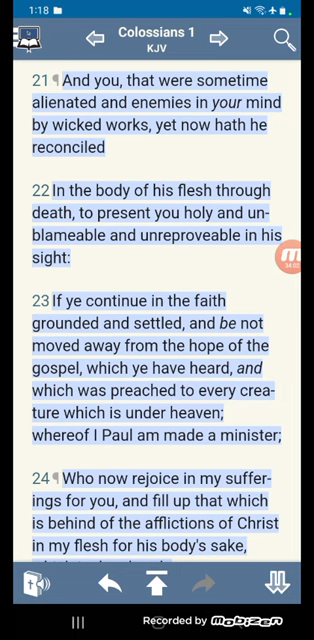 1:18
Colossians 1
KJV
21 ¶ And you, that were sometime
alienated and enemies in your mind
by wicked works, yet now hath he
reconciled
22 In the body of his flesh through
death, to present you holy and un-
blameable and unreproveable in his
sight:
23 If ye continue in the faith
grounded and settled, and be not
moved away from the hope of the
gospel, which ye have heard, and
which was preached to every crea-
ture which is under heaven;
whereof I Paul am made a minister;
24 ¶ Who now rejoice in my suffer-
ings for you, and fill up that which
is behind of the afflictions of Christ
in my flesh for his body's sake,
Recorded by mobizen